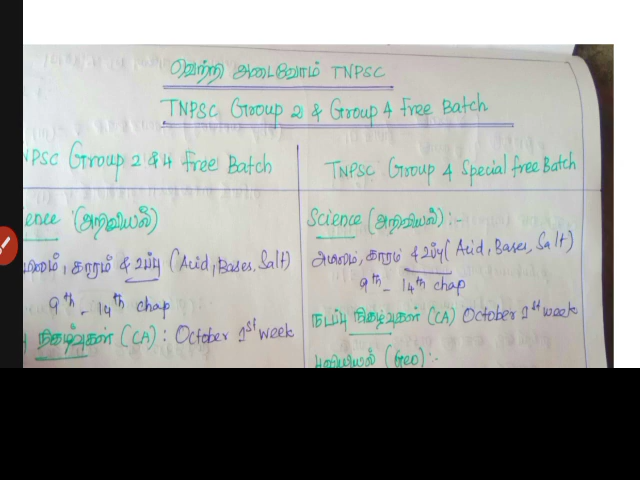 வெற்றி அடைவோம் TNPSC
TNPSC Group 2 & Group 4 free Batch
NPSC Group 2 & 4 free Batch
ience (அறிவியல்)
அமிலம், காரம் & உப்பு (Acid, Bases, Salt)
9th - 14th chap
நிகழ்வுகள் (CA) : October 1st week
TNPSC Group 4 Special free Batch
Science (அறிவியல்) :-
அமிலம், காரம் & உப்பு (Acid, Bases, Salt)
9th - 14th chap
நடப்பு நிகழ்வுகள் (CA) October 1st week
புவியியல் (Geo) :-